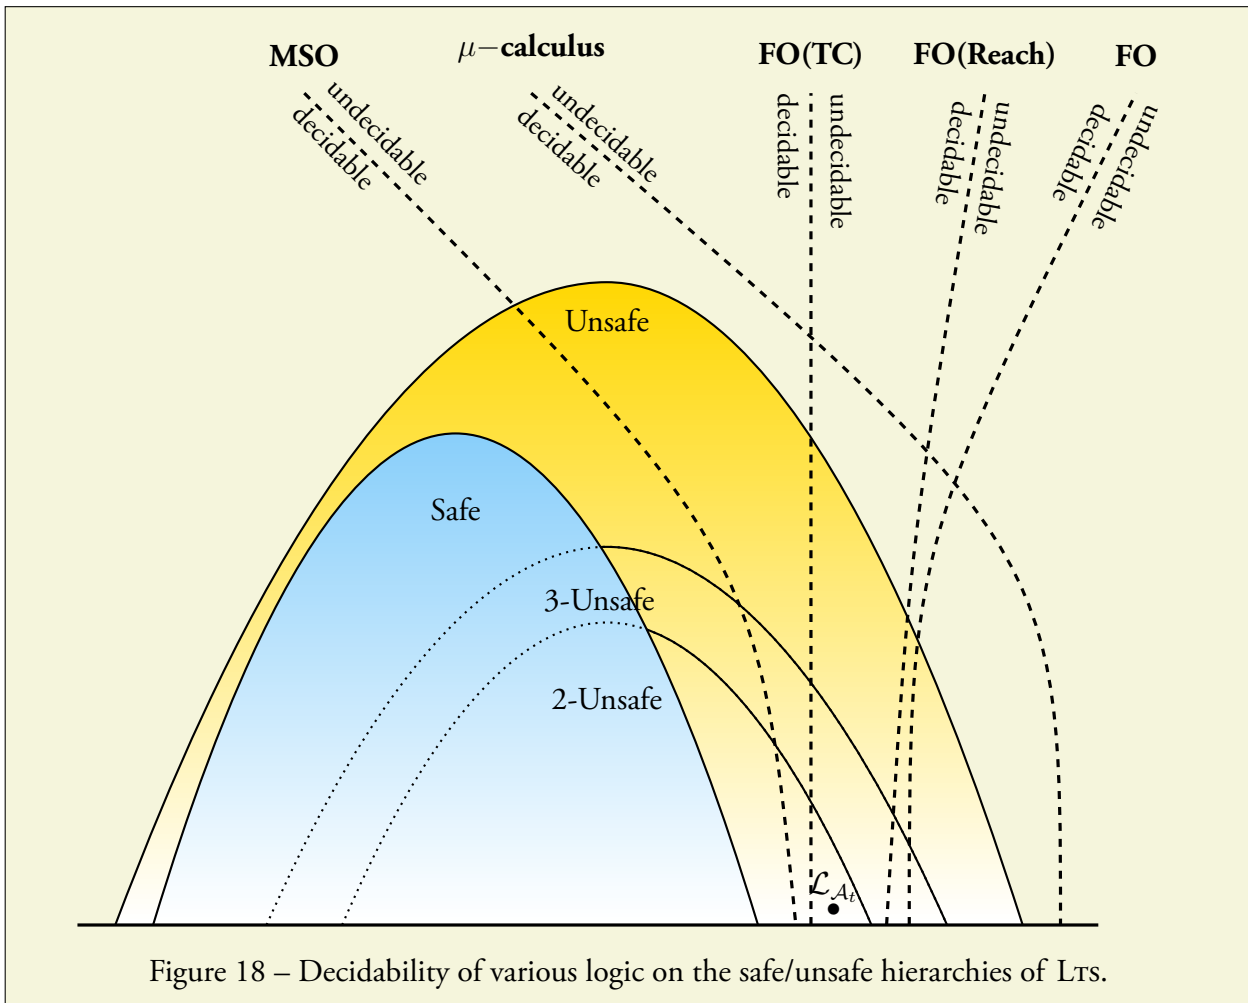 MSO
μ−calculus
FO(TC)
FO(Reach)
FO
undecidable
decidable
undecidable
decidable
decidable
undecidable
decidable
undecidable
decidable
undecidable
Unsafe
Safe
3-Unsafe
2-Unsafe
𝓛𝒜ₜ
Figure 18 – Decidability of various logic on the safe/unsafe hierarchies of LTS.